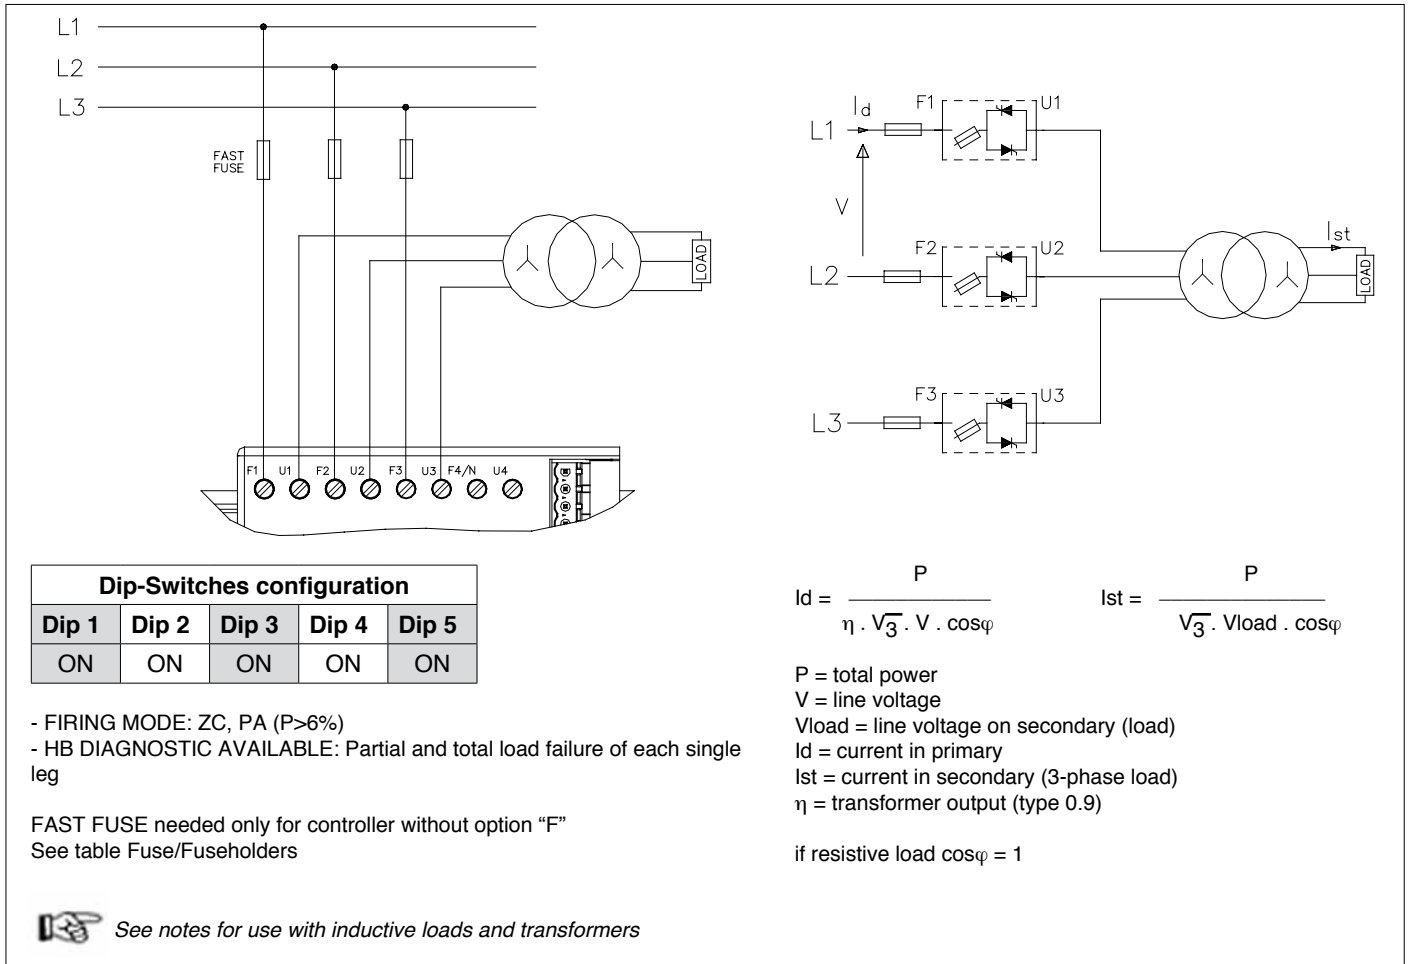 L1
L2
L3
FAST
FUSE
LOAD
F1 U1 F2 U2 F3 U3 F4/N U4
L1 Id F1 U1
V
L2 F2 U2
Ist
LOAD
L3 F3 U3
Dip-Switches configuration
Dip 1 Dip 2 Dip 3 Dip 4 Dip 5
ON ON ON ON ON
- FIRING MODE: ZC, PA (P>6%)
- HB DIAGNOSTIC AVAILABLE: Partial and total load failure of each single
leg
FAST FUSE needed only for controller without option “F”
See table Fuse/Fuseholders
See notes for use with inductive loads and transformers
P
Id =
η . V3 . V . cosφ
P
Ist =
V3 . Vload . cosφ
P = total power
V = line voltage
Vload = line voltage on secondary (load)
Id = current in primary
Ist = current in secondary (3-phase load)
η = transformer output (type 0.9)
if resistive load cosφ = 1